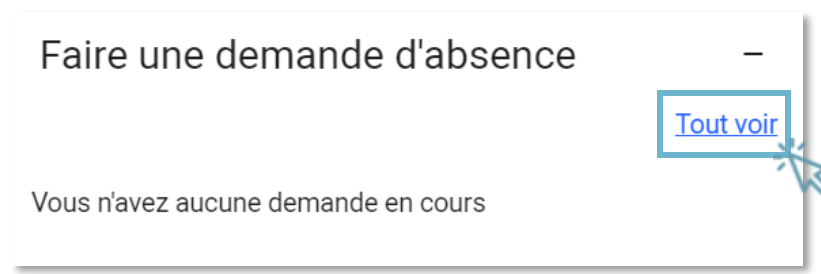 Faire une demande d'absence
Tout voir
Vous n'avez aucune demande en cours